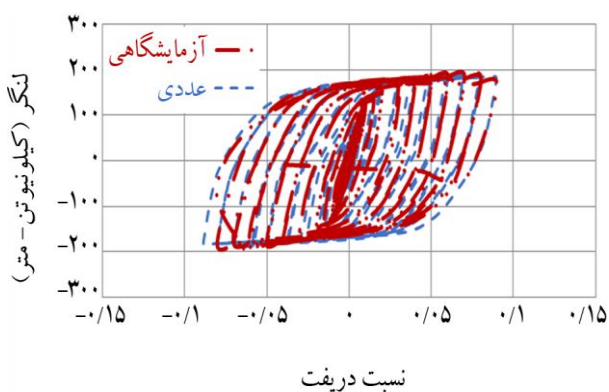 ۳۰۰
۲۰۰
۱۰۰
۰
-۱۰۰
-۲۰۰
-۳۰۰
لنگر (کیلونیوتن - متر)
آزمایشگاهی
عددی
-۰/۱۵ -۰/۱ -۰/۰۵ ۰ ۰/۰۵ ۰/۱ ۰/۱۵
نسبت دریفت